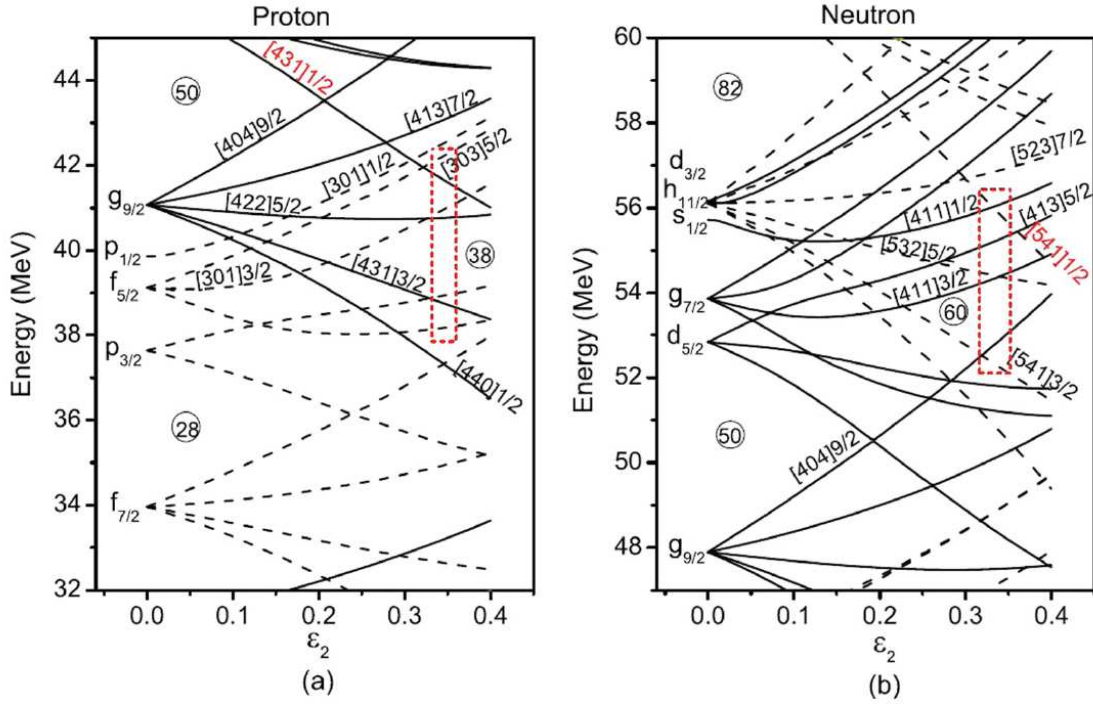 Proton
Energy (MeV)
44
42
40
38
36
34
32
g9/2
p1/2
f5/2
p3/2
f7/2
50
38
28
[431]1/2
[404]9/2
[413]7/2
[301]1/2
[303]5/2
[422]5/2
[301]3/2
[431]3/2
[440]1/2
0.0 0.1 0.2 0.3 0.4
ε2
(a)
Neutron
Energy (MeV)
60
58
56
54
52
50
48
d3/2
h11/2
s1/2
g7/2
d5/2
g9/2
82
60
50
[523]7/2
[411]1/2
[413]5/2
[532]5/2
[541]1/2
[411]3/2
[541]3/2
[404]9/2
0.0 0.1 0.2 0.3 0.4
ε2
(b)